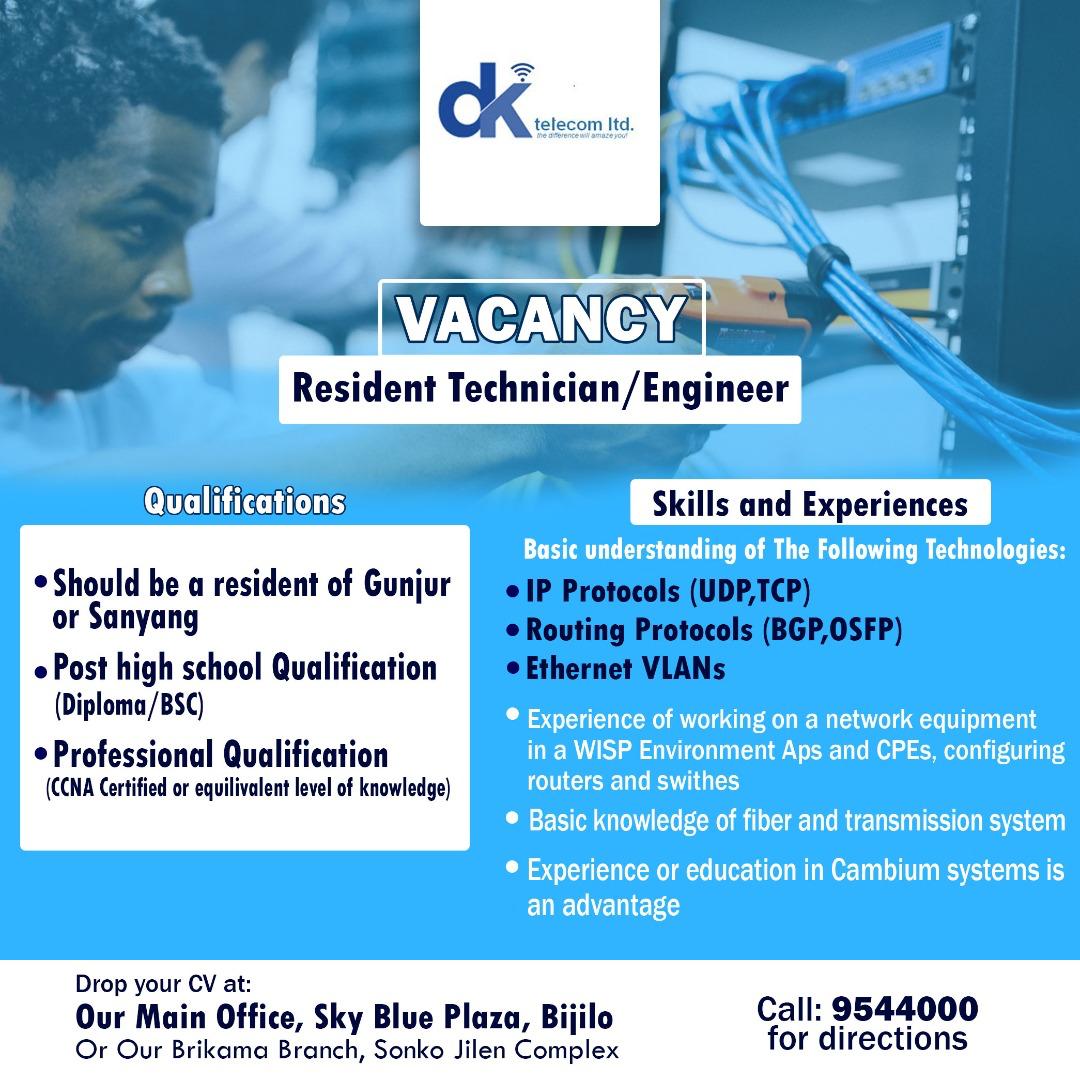 dk telecom ltd.
the difference will amaze you!
VACANCY
Resident Technician/Engineer
Qualifications
• Should be a resident of Gunjur
or Sanyang
• Post high school Qualification
(Diploma/BSC)
• Professional Qualification
(CCNA Certified or equilivalent level of knowledge)
Skills and Experiences
Basic understanding of The Following Technologies:
• IP Protocols (UDP,TCP)
• Routing Protocols (BGP,OSFP)
• Ethernet VLANs
• Experience of working on a network equipment
in a WISP Environment Aps and CPEs, configuring
routers and swithes
• Basic knowledge of fiber and transmission system
• Experience or education in Cambium systems is
an advantage
Drop your CV at:
Our Main Office, Sky Blue Plaza, Bijilo
Or Our Brikama Branch, Sonko Jilen Complex
Call: 9544000
for directions